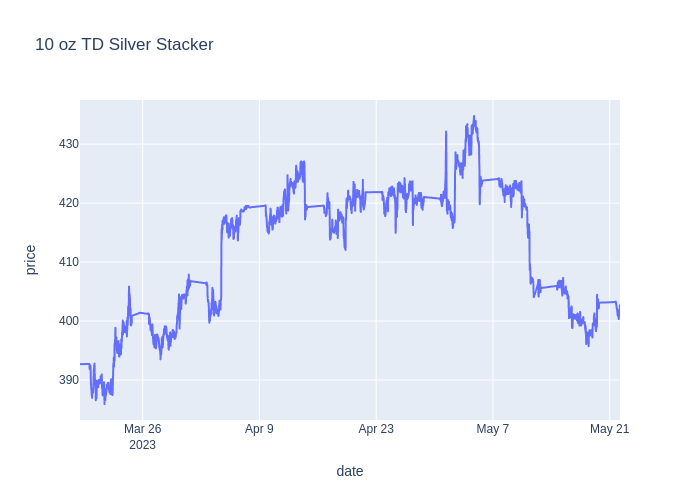 10 oz TD Silver Stacker
430
420
410
400
390
price
Mar 26
2023
Apr 9
Apr 23
May 7
May 21
date